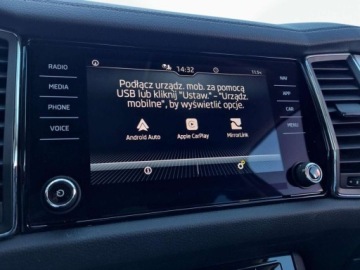 14:32
RADIO
MEDIA
PHONE
VOICE
Podłącz urządz. mob. za pomocą
USB lub kliknij "Ustaw." - "Urządz.
mobilne", by wyświetlić opcje.
Android Auto Apple CarPlay MirrorLink
NAV
APP
CAR
MENU